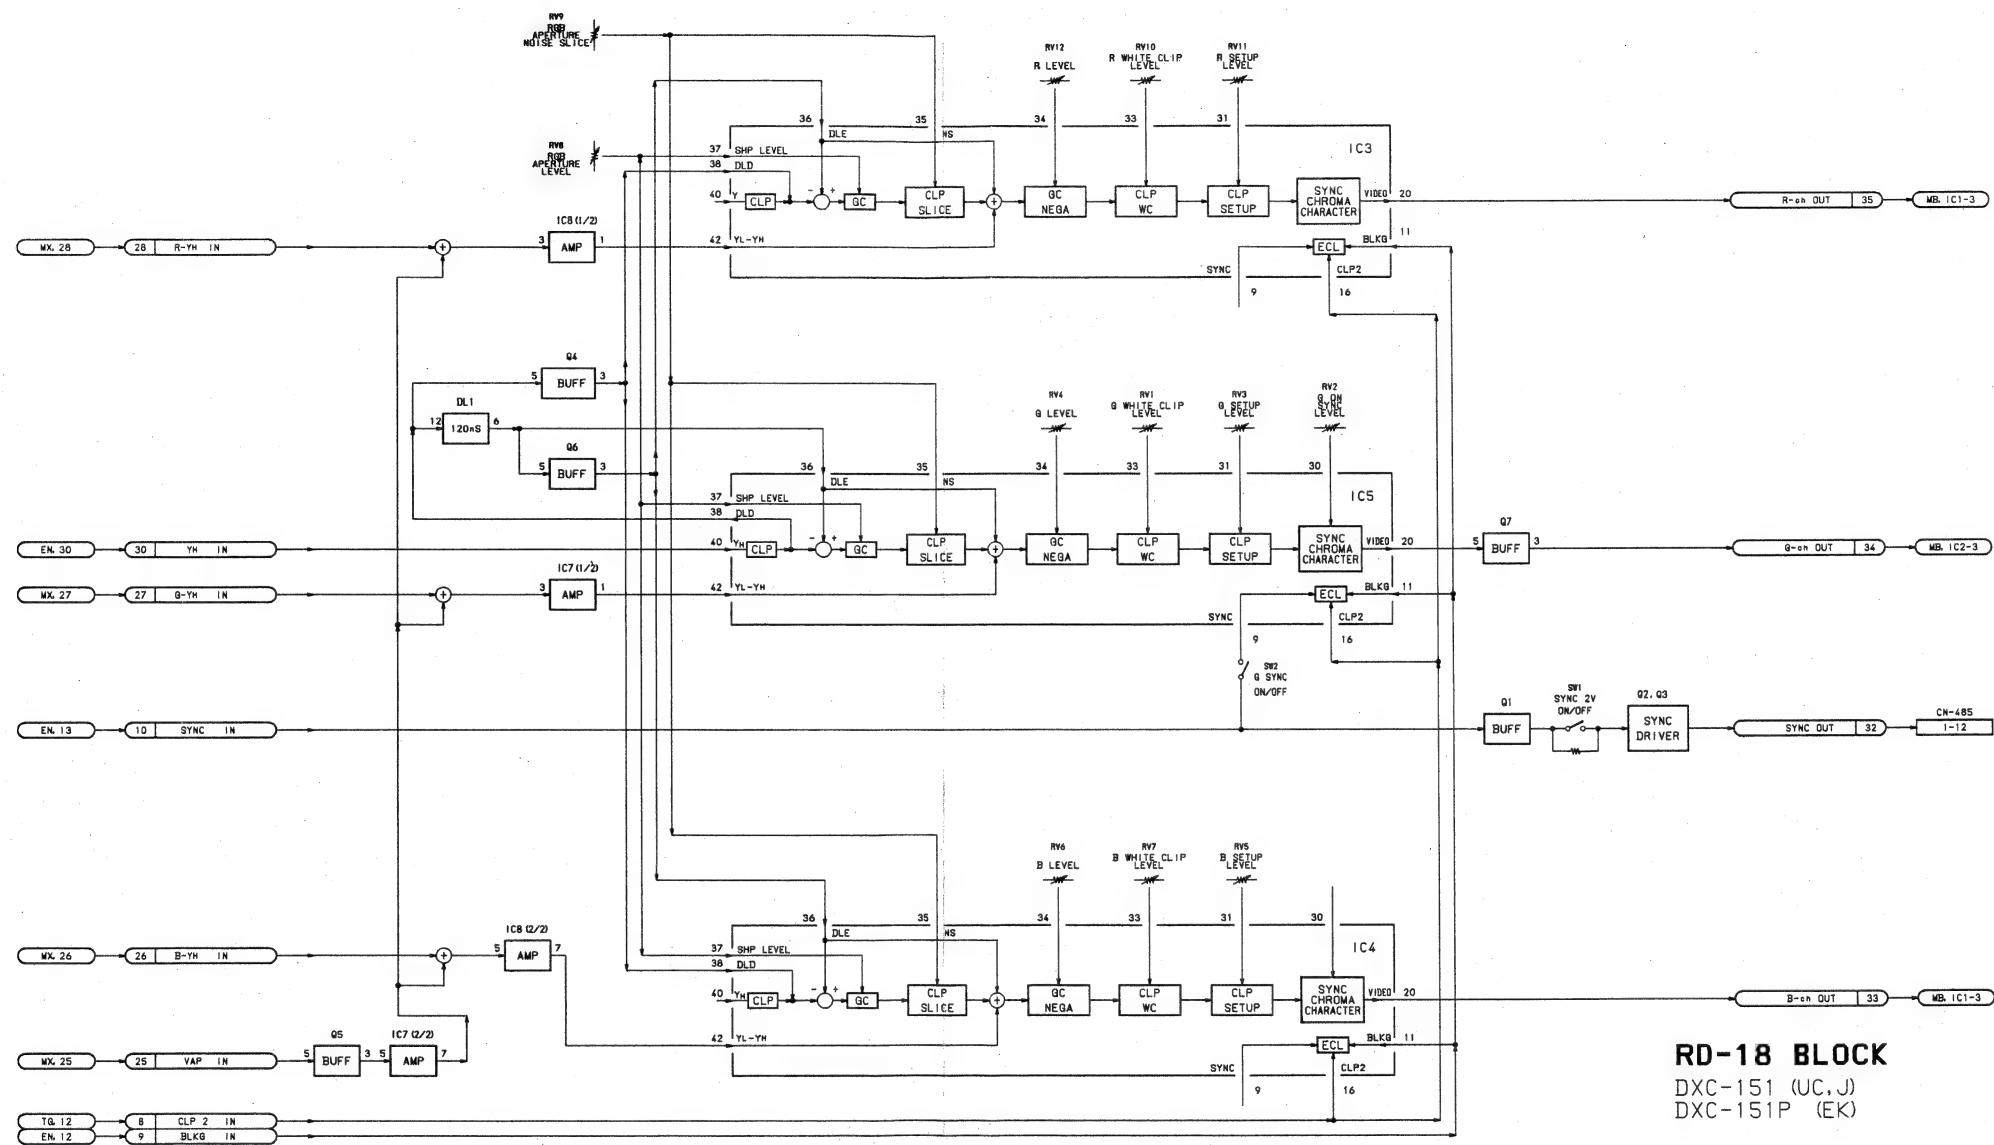 RV9
RGB
APERTURE
NOISE SLICE
RV12
R LEVEL
RV10
R WHITE CLIP
LEVEL
RV11
R SETUP
LEVEL
36
35
34
33
31
DLE
NS
IC3
RV8
RGB
APERTURE
LEVEL
37 SHP LEVEL
38 DLD
40 Y CLP
- +
GC
CLP
SLICE
+
GC
NEGA
CLP
WC
CLP
SETUP
SYNC
CHROMA
CHARACTER
VIDEO 20
R-ch OUT 35
MB. IC1-3
IC8 (1/2)
MX. 28
28 R-YH IN
+
3 AMP 1
42 YL-YH
ECL
BLKG 11
SYNC
CLP2
9
16
Q4
5 BUFF 3
DL1
12 120nS 6
Q6
5 BUFF 3
RV4
G LEVEL
RV1
G WHITE CLIP
LEVEL
RV3
G SETUP
LEVEL
RV2
G ON
SYNC
LEVEL
36
35
34
33
31
30
DLE
NS
IC5
37 SHP LEVEL
38 DLD
EN. 30
30 YH IN
40 YH CLP
- +
GC
CLP
SLICE
+
GC
NEGA
CLP
WC
CLP
SETUP
SYNC
CHROMA
CHARACTER
VIDEO 20
Q7
5 BUFF 3
G-ch OUT 34
MB. IC2-3
IC7 (1/2)
MX. 27
27 G-YH IN
+
3 AMP 1
42 YL-YH
ECL
BLKG 11
SYNC
CLP2
9
16
SW2
G SYNC
ON/OFF
EN. 13
10 SYNC IN
Q1
BUFF
SW1
SYNC 2V
ON/OFF
Q2, Q3
SYNC
DRIVER
SYNC OUT 32
CN-485
1-12
RV6
B LEVEL
RV7
B WHITE CLIP
LEVEL
RV5
B SETUP
LEVEL
36
35
34
33
31
30
DLE
NS
IC4
IC8 (2/2)
MX. 26
26 B-YH IN
+
5 AMP 7
37 SHP LEVEL
38 DLD
40 YH CLP
- +
GC
CLP
SLICE
+
GC
NEGA
CLP
WC
CLP
SETUP
SYNC
CHROMA
CHARACTER
VIDEO 20
B-ch OUT 33
MB. IC1-3
42 YL-YH
ECL
BLKG 11
SYNC
CLP2
9
16
Q5
IC7 (2/2)
MX. 25
25 VAP IN
5 BUFF 3
5 AMP 7
TG. 12
8 CLP 2 IN
EN. 12
9 BLKG IN
RD-18 BLOCK
DXC-151 (UC,J)
DXC-151P (EK)